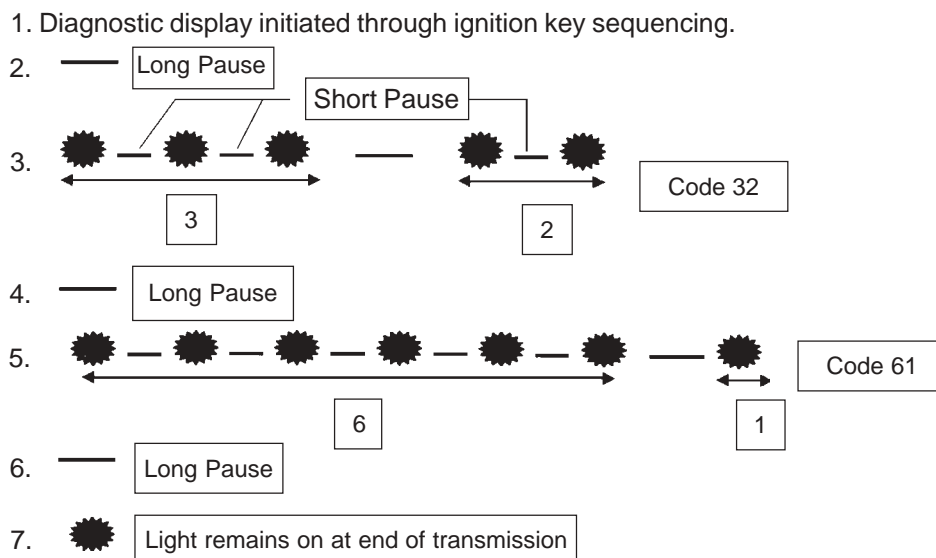 1. Diagnostic display initiated through ignition key sequencing.
2. Long Pause
Short Pause
3. Code 32
3 2
4. Long Pause
5. Code 61
6 1
6. Long Pause
7. Light remains on at end of transmission